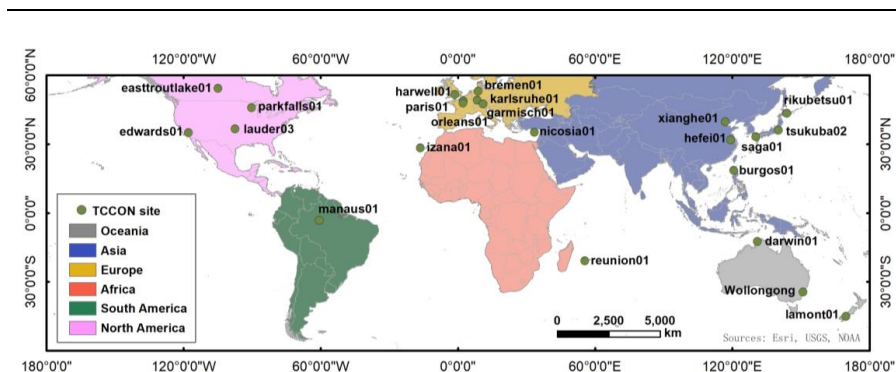 120°0'0"W 60°0'0"W 0°0'0" 60°0'0"E 120°0'0"E 180°0'0"
60°0'0"N
30°0'0"N
0°0'0"
30°0'0"S
easttroutlake01
parkfalls01
edwards01
lauder03
harwell01
bremen01
paris01
karlsruhe01
garmisch01
orleans01
nicosia01
izana01
rikubetsu01
xianghe01
tsukuba02
hefei01
saga01
burgos01
manaus01
darwin01
reunion01
Wollongong
lamont01
TCCON site
Oceania
Asia
Europe
Africa
South America
North America
0 2,500 5,000
km
Sources: Esri, USGS, NOAA
60°0'0"N
30°0'0"N
0°0'0"
30°0'0"S
180°0'0" 120°0'0"W 60°0'0"W 0°0'0" 60°0'0"E 120°0'0"E 180°0'0"